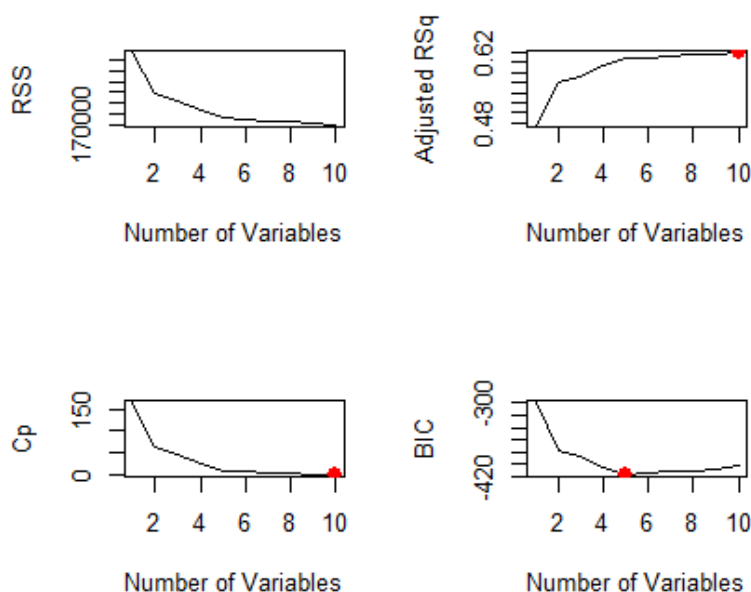 RSS
170000
2 4 6 8 10
Number of Variables
Adjusted RSq
0.48 0.62
2 4 6 8 10
Number of Variables
Cp
0 150
2 4 6 8 10
Number of Variables
BIC
-420 -300
2 4 6 8 10
Number of Variables